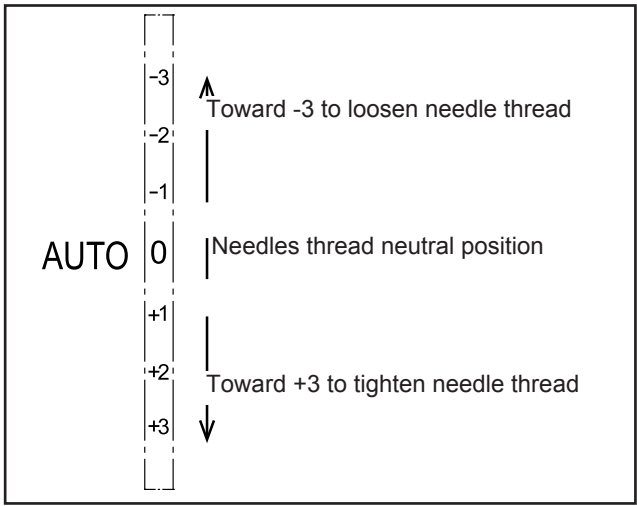 -3
Toward -3 to loosen needle thread
-2
-1
AUTO 0 Needles thread neutral position
+1
+2
Toward +3 to tighten needle thread
+3